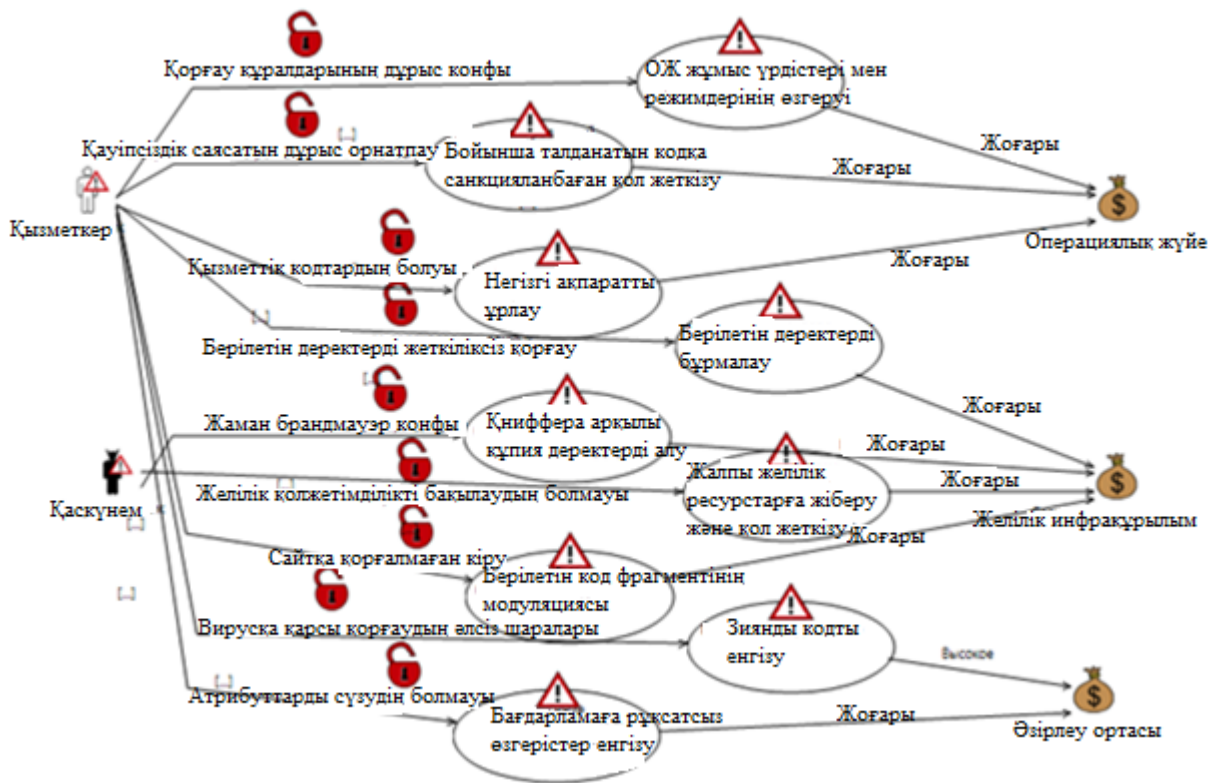 Қорғау құралдарының дұрыс конфы
ОЖ жұмыс үрдістері мен
режимдерінің өзгеруі
Жоғары
Қауіпсіздік саясатын дұрыс орнатпау
[...]
Бойынша талданатын кодқа
санкцияланбаған қол жеткізу
Жоғары
Қызметкер
Операциялық жүйе
Қызметтік кодтардың болуы
Негізгі ақпаратты
ұрлау
Жоғары
[...]
Берілетін деректерді жеткіліксіз қорғау
Берілетін деректерді
бұрмалау
Жоғары
Жаман брандмауэр конфы
Қниффера арқылы
құпия деректерді алу
Жоғары
Қаскүнем
Желілік қолжетімділікті бақылаудың болмауы
Жалпы желілік
ресурстарға жіберу
және қол жеткізу
Жоғары
Желілік инфрақұрылым
[...]
Сайтқа қорғалмаған кіру
Берілетін код фрагментінің
модуляциясы
Жоғары
[...]
Вирусқа қарсы қорғаудың әлсіз шаралары
Зиянды кодты
енгізу
Высокое
[...]
Атрибуттарды сүзудің болмауы
Бағдарламаға рұқсатсыз
өзгерістер енгізу
Жоғары
Әзірлеу ортасы